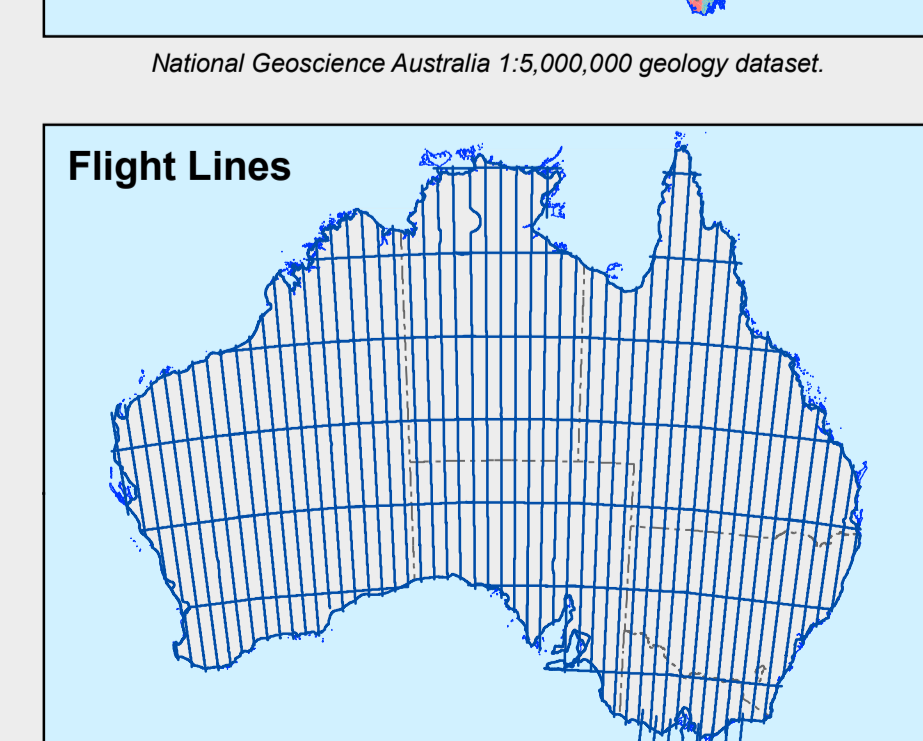 National Geoscience Australia 1:5,000,000 geology dataset.
Flight Lines